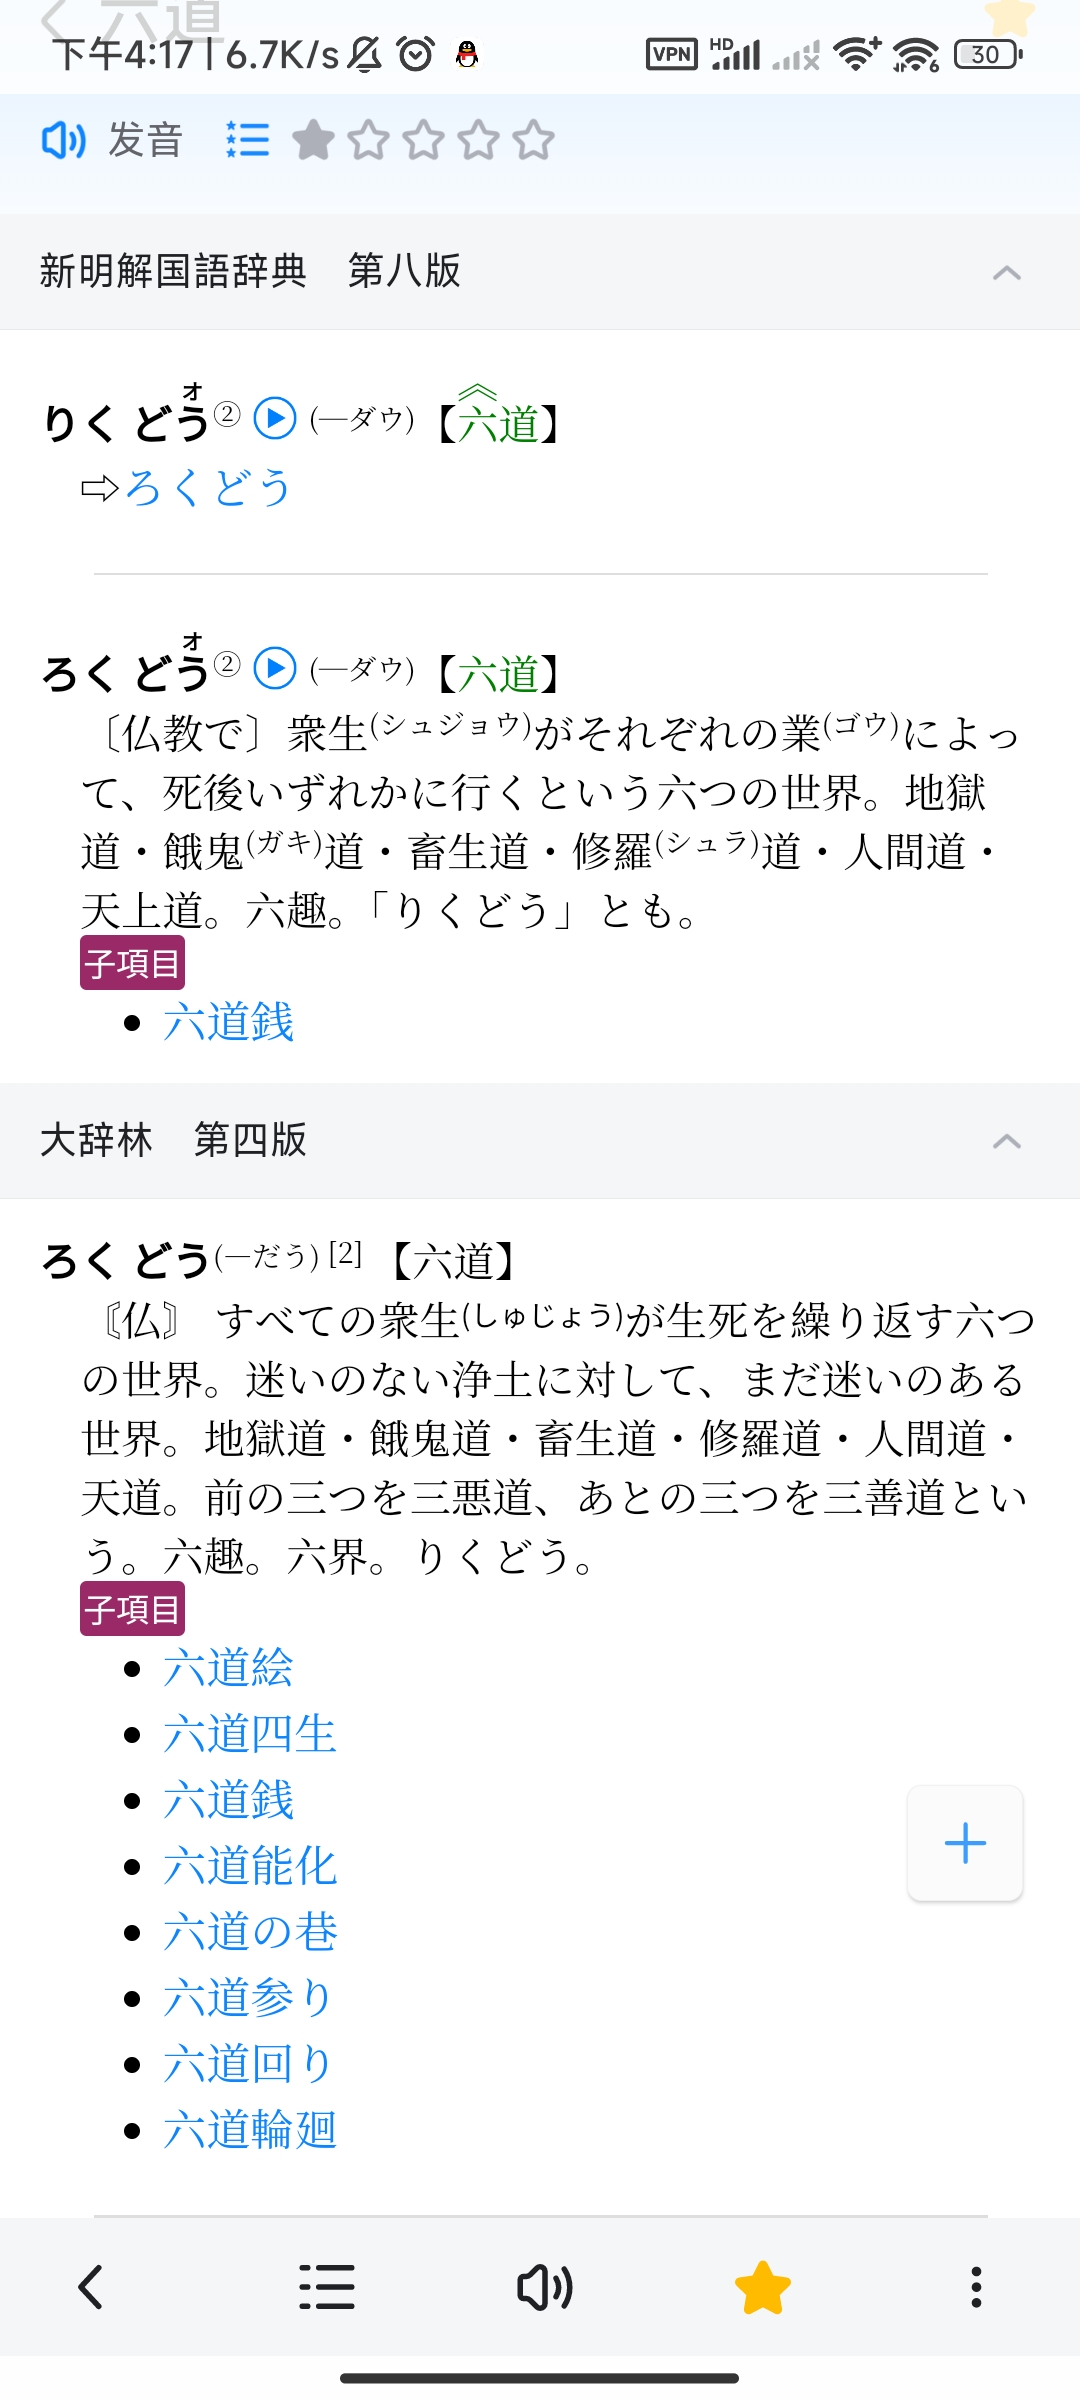 六道
下午4:17 | 6.7K/s
VPN HD 6 30
发音
新明解国語辞典　第八版
りく どう オ ② (―ダウ) 【︽六道】
⇨ろくどう
ろく どう オ ② (―ダウ) 【六道】
〔仏教で〕衆生(シュジョウ)がそれぞれの業(ゴウ)によっ
て、死後いずれかに行くという六つの世界。地獄
道・餓鬼(ガキ)道・畜生道・修羅(シュラ)道・人間道・
天上道。六趣。「りくどう」とも。
子項目
• 六道銭
大辞林　第四版
ろく どう(―だう) [2] 【六道】
〘仏〙 すべての衆生(しゅじょう)が生死を繰り返す六つ
の世界。迷いのない浄土に対して、まだ迷いのある
世界。地獄道・餓鬼道・畜生道・修羅道・人間道・
天道。前の三つを三悪道、あとの三つを三善道とい
う。六趣。六界。りくどう。
子項目
• 六道絵
• 六道四生
• 六道銭
• 六道能化
• 六道の巷
• 六道参り
• 六道回り
• 六道輪廻